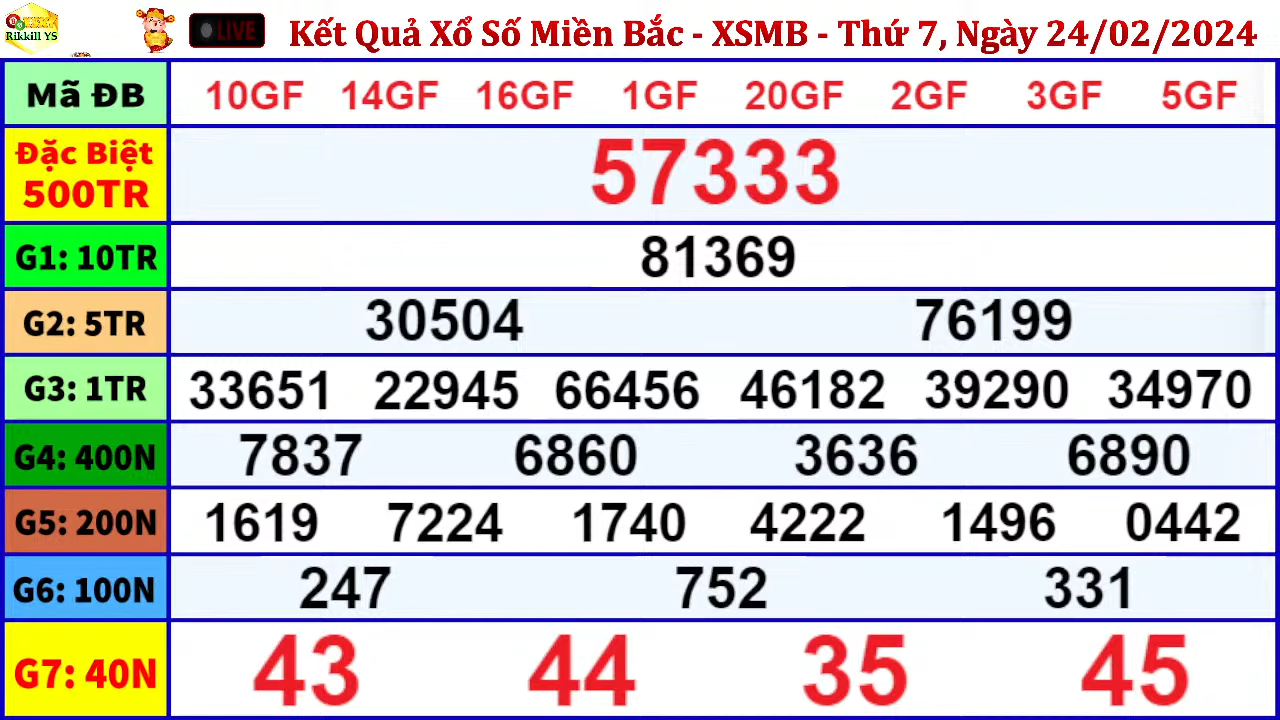 Rikkill YS
LIVE
Kết Quả Xổ Số Miền Bắc - XSMB - Thứ 7, Ngày 24/02/2024
Mã ĐB 10GF 14GF 16GF 1GF 20GF 2GF 3GF 5GF
Đặc Biệt
500TR 57333
G1: 10TR 81369
G2: 5TR 30504 76199
G3: 1TR 33651 22945 66456 46182 39290 34970
G4: 400N 7837 6860 3636 6890
G5: 200N 1619 7224 1740 4222 1496 0442
G6: 100N 247 752 331
G7: 40N 43 44 35 45